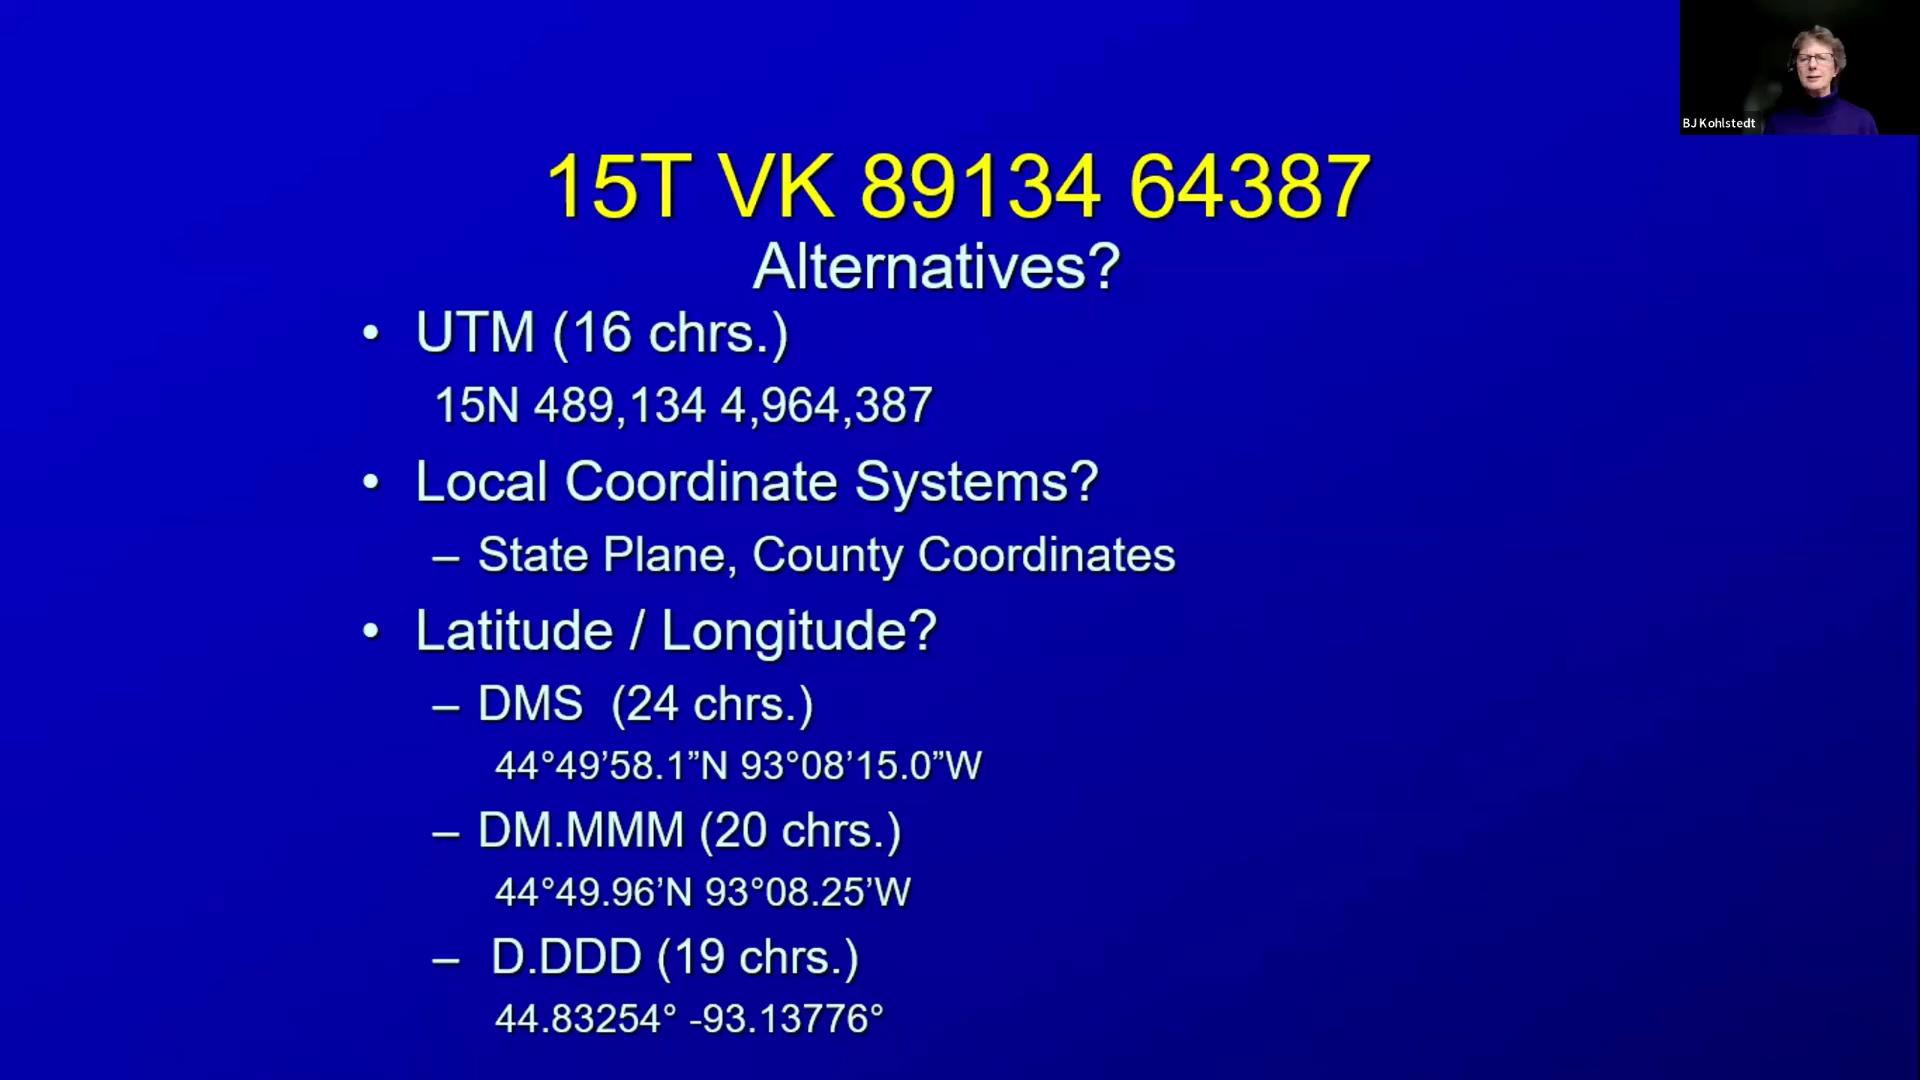 15T VK 89134 64387
Alternatives?
• UTM (16 chrs.)
15N 489,134 4,964,387
• Local Coordinate Systems?
– State Plane, County Coordinates
• Latitude / Longitude?
– DMS  (24 chrs.)
44°49’58.1”N 93°08’15.0”W
– DM.MMM (20 chrs.)
44°49.96’N 93°08.25’W
– D.DDD (19 chrs.)
44.83254° -93.13776°
BJ Kohlstedt